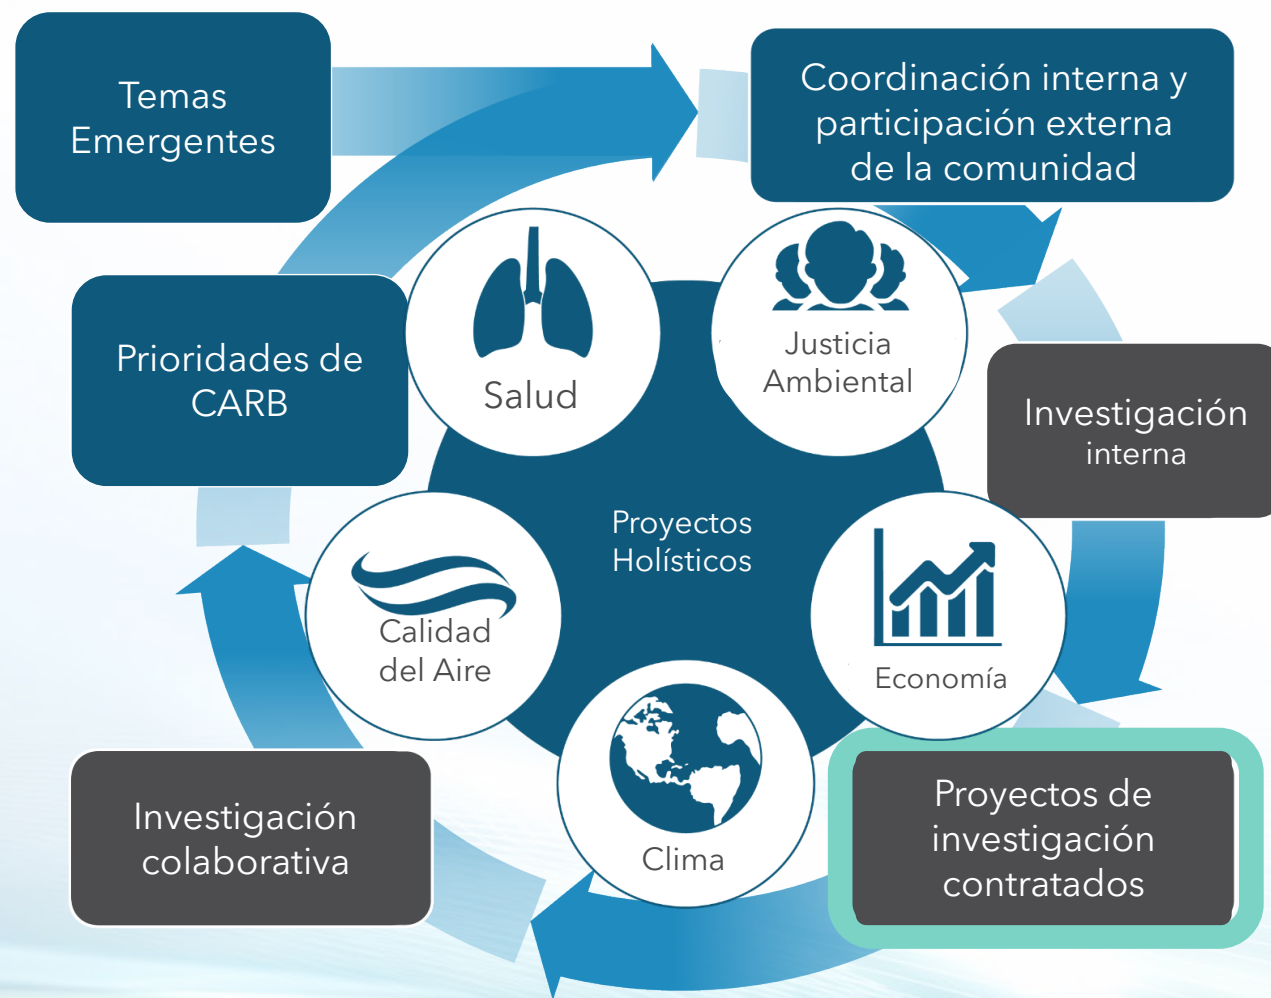 Temas
Emergentes
Coordinación interna y
participación externa
de la comunidad
Prioridades de
CARB
Salud
Justicia
Ambiental
Investigación
interna
Proyectos
Holísticos
Calidad
del Aire
Economía
Clima
Investigación
colaborativa
Proyectos de
investigación
contratados